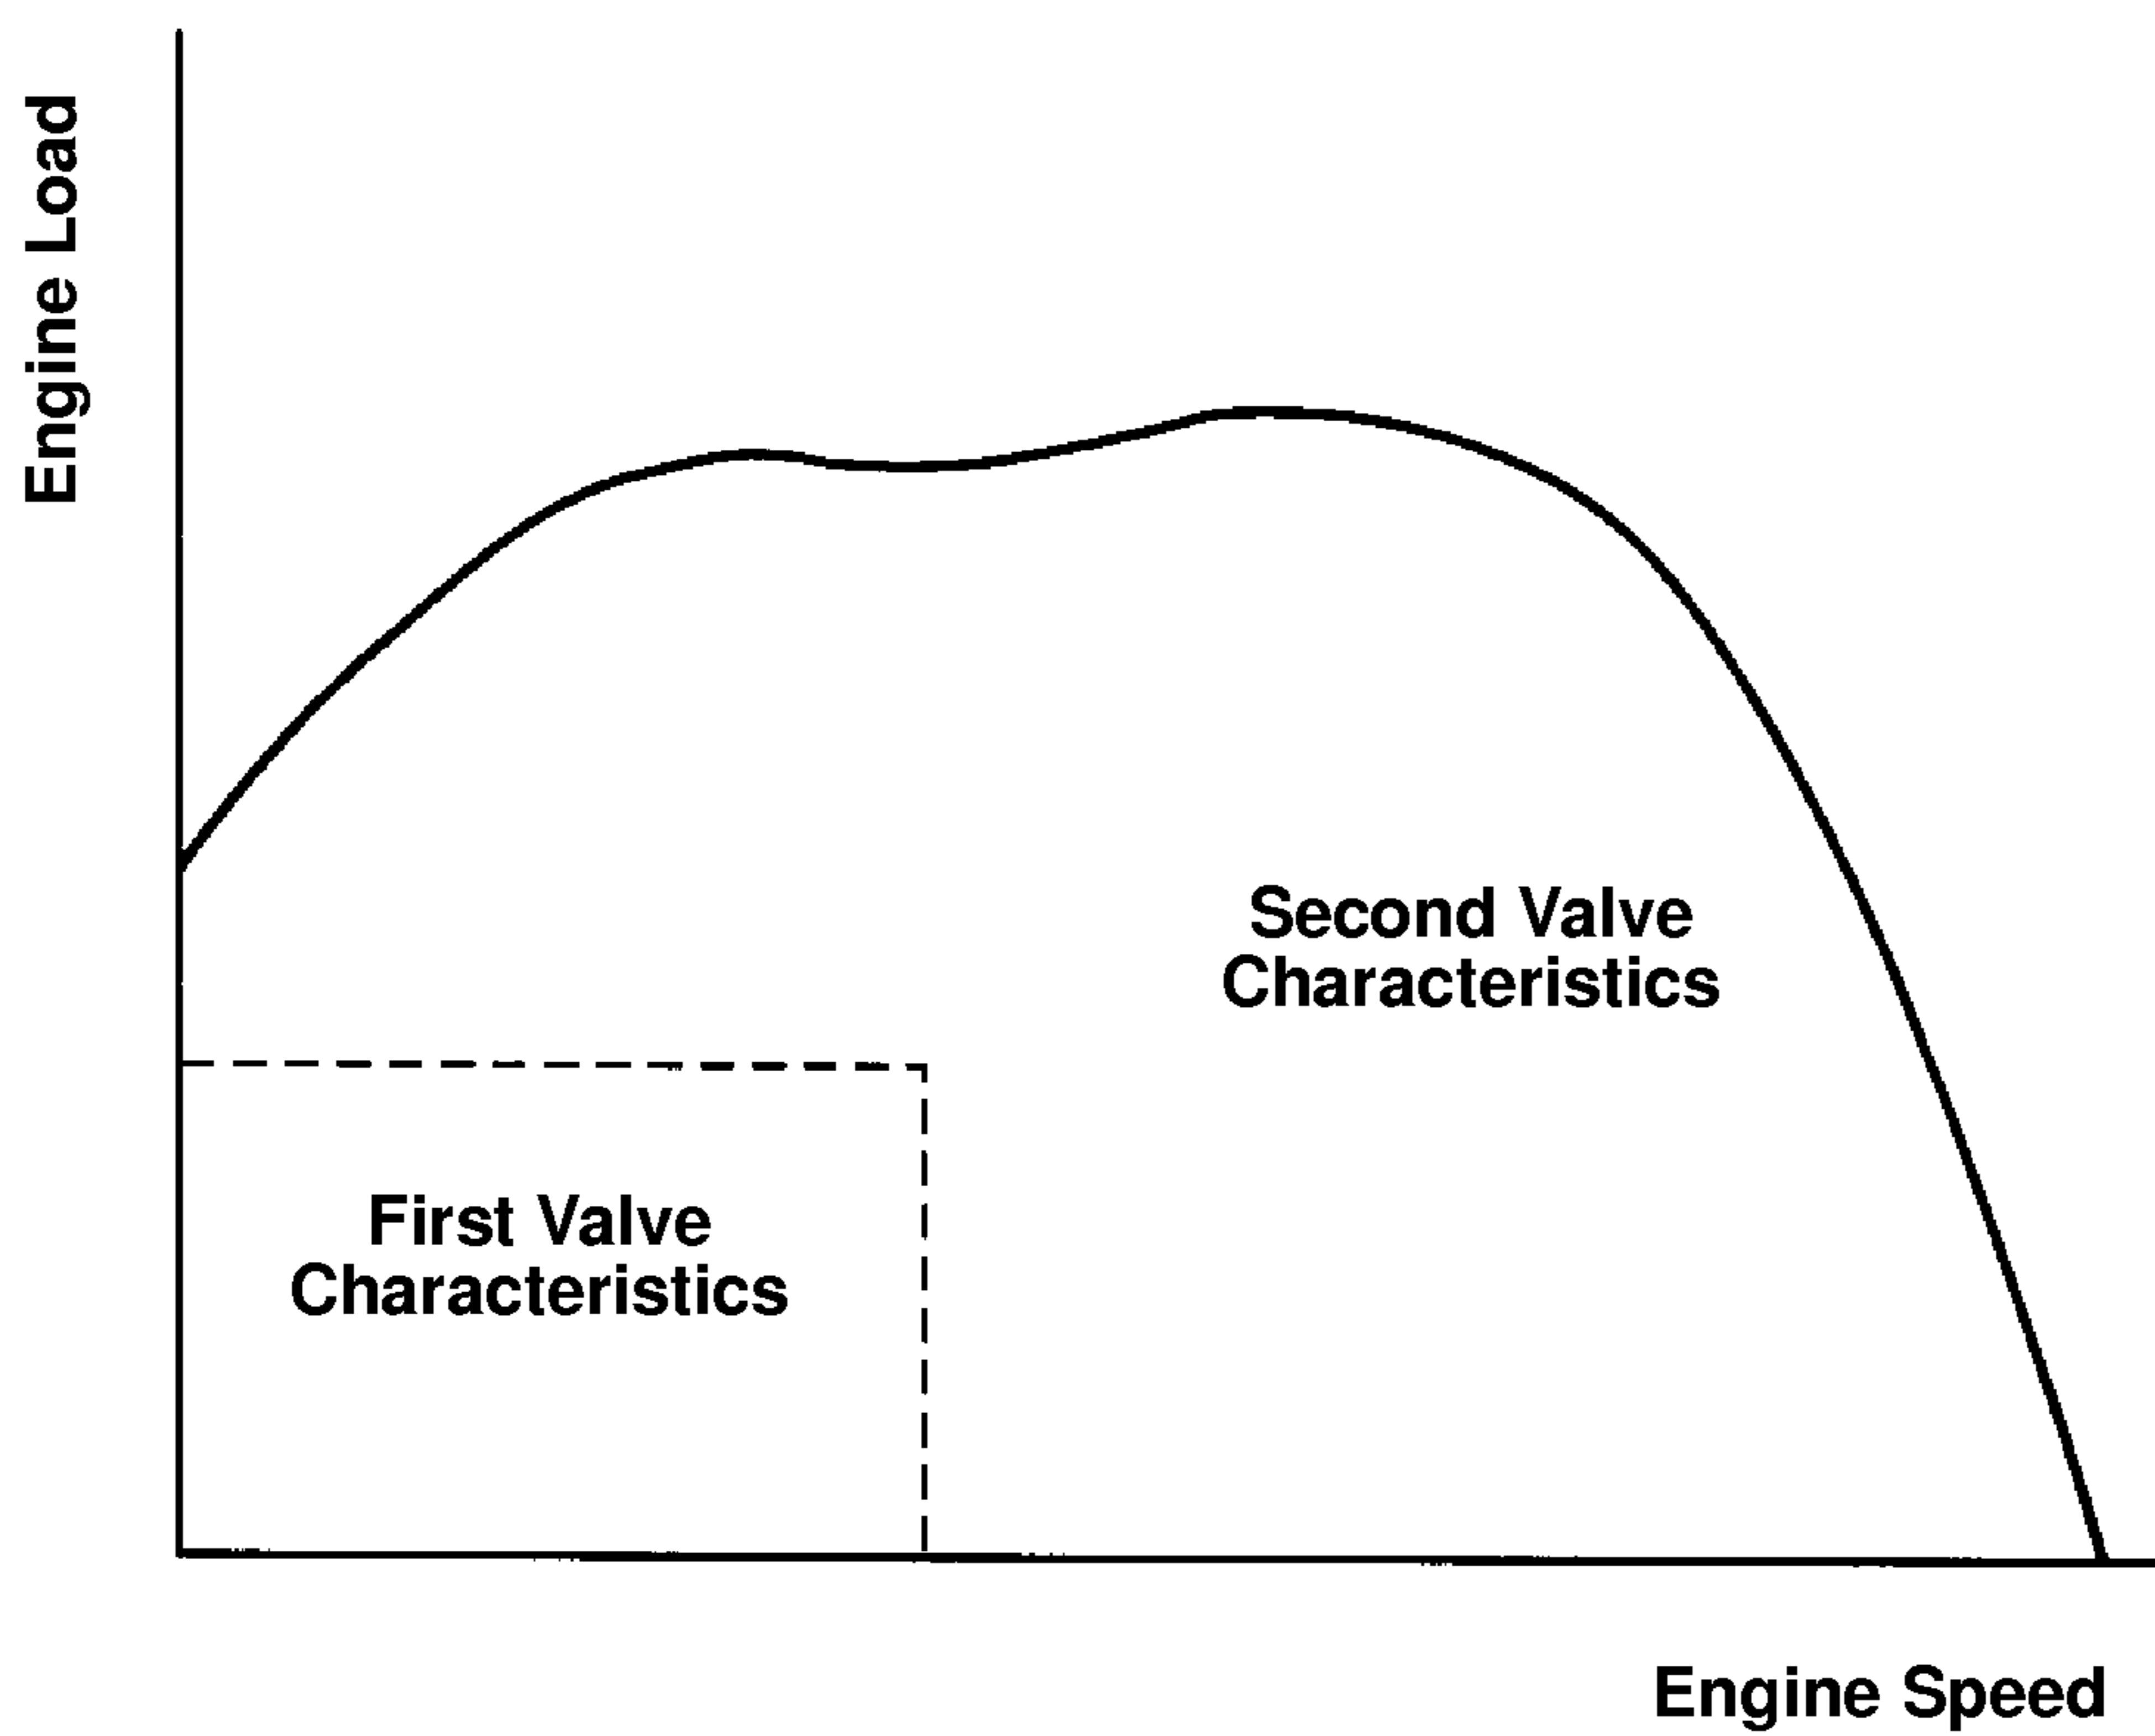 Engine Load
Second Valve
Characteristics
First Valve
Characteristics
Engine Speed